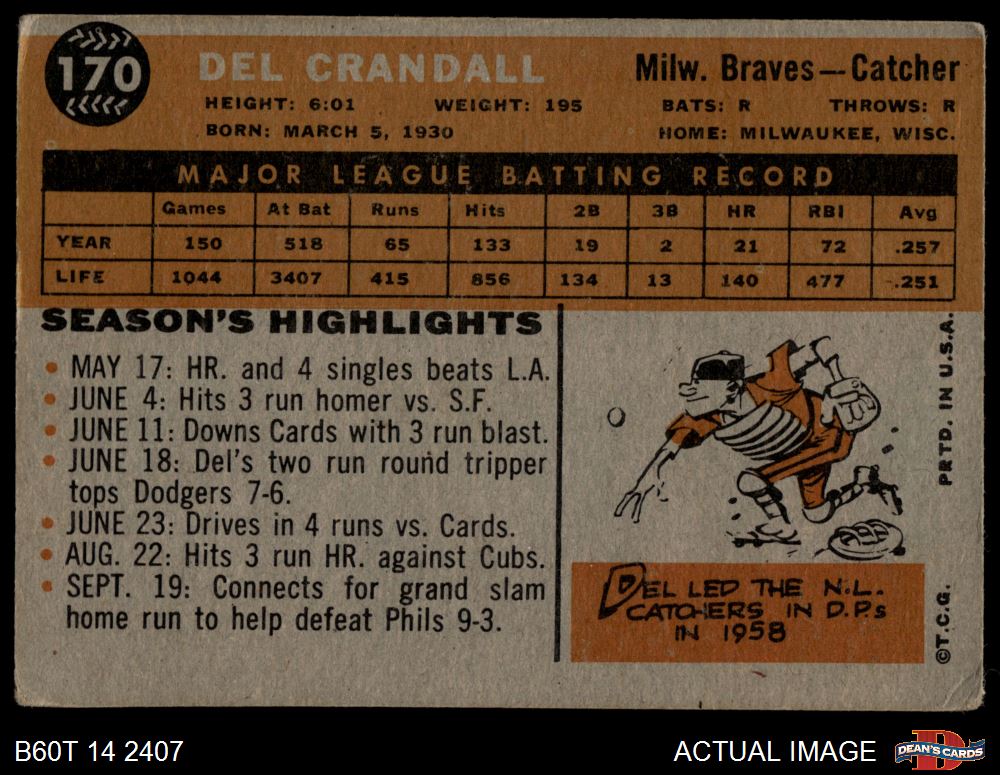 170
DEL CRANDALL
Milw. Braves—Catcher
HEIGHT: 6:01 WEIGHT: 195 BATS: R THROWS: R
BORN: MARCH 5, 1930 HOME: MILWAUKEE, WISC.
MAJOR LEAGUE BATTING RECORD
Games At Bat Runs Hits 2B 3B HR RBI Avg
YEAR 150 518 65 133 19 2 21 72 .257
LIFE 1044 3407 415 856 134 13 140 477 .251
SEASON'S HIGHLIGHTS
• MAY 17: HR. and 4 singles beats L.A.
• JUNE 4: Hits 3 run homer vs. S.F.
• JUNE 11: Downs Cards with 3 run blast.
• JUNE 18: Del's two run round tripper
tops Dodgers 7-6.
• JUNE 23: Drives in 4 runs vs. Cards.
• AUG. 22: Hits 3 run HR. against Cubs.
• SEPT. 19: Connects for grand slam
home run to help defeat Phils 9-3.
DEL LED THE N.L.
CATCHERS IN D.P.s
IN 1958
©T.C.G. PRTD. IN U.S.A.
B60T 14 2407
ACTUAL IMAGE
D
DEAN'S CARDS